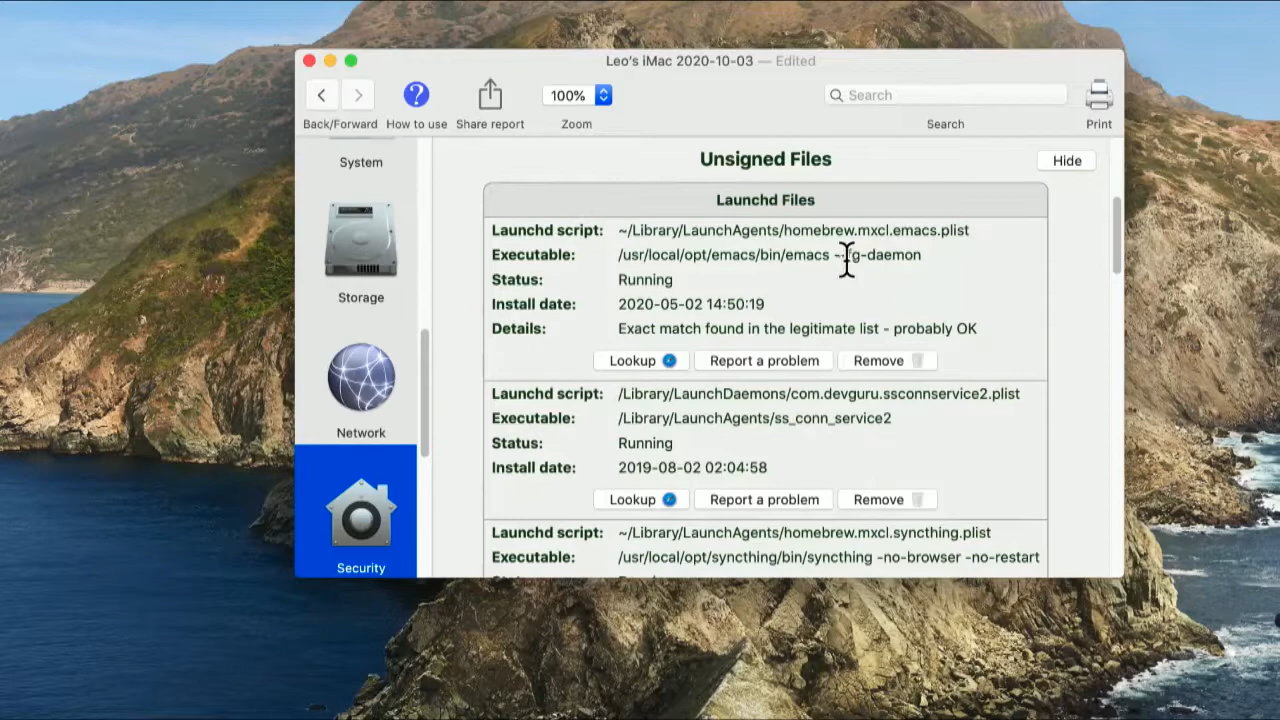 Leo's iMac 2020-10-03 — Edited
100%
Search
Back/Forward
How to use
Share report
Zoom
Search
Print
System
Storage
Network
Security
Unsigned Files
Hide
Launchd Files
Launchd script: ~/Library/LaunchAgents/homebrew.mxcl.emacs.plist
Executable: /usr/local/opt/emacs/bin/emacs
Status: Running
Install date: 2020-05-02 14:50:19
Details: Exact match found in the legitimate list - probably OK
Lookup
Report a problem
Remove
Launchd script: /Library/LaunchDaemons/com.devguru.ssconnservice2.plist
Executable: /Library/LaunchAgents/ss_conn_service2
Status: Running
Install date: 2019-08-02 02:04:58
Lookup
Report a problem
Remove
Launchd script: ~/Library/LaunchAgents/homebrew.mxcl.syncthing.plist
Executable: /usr/local/opt/syncthing/bin/syncthing -no-browser -no-restart